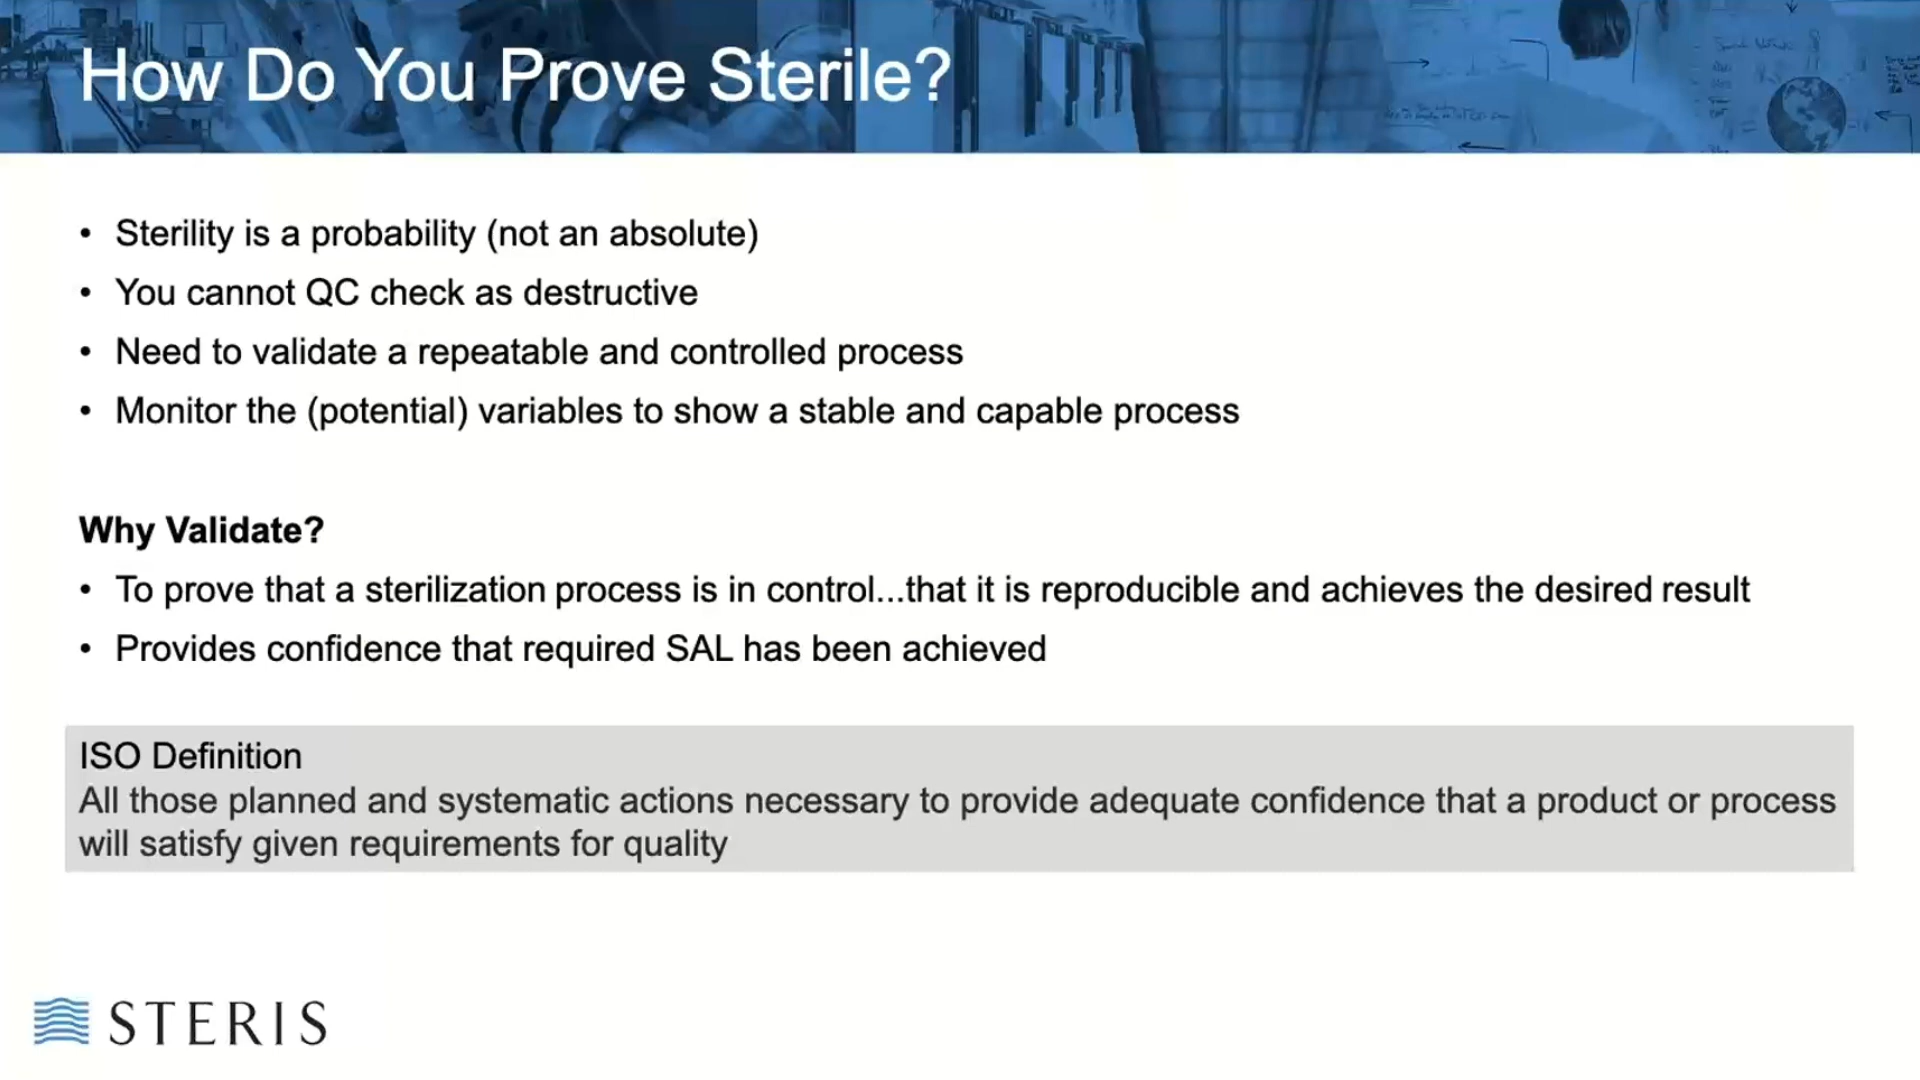 How Do You Prove Sterile?
• Sterility is a probability (not an absolute)
• You cannot QC check as destructive
• Need to validate a repeatable and controlled process
• Monitor the (potential) variables to show a stable and capable process
Why Validate?
• To prove that a sterilization process is in control...that it is reproducible and achieves the desired result
• Provides confidence that required SAL has been achieved
ISO Definition
All those planned and systematic actions necessary to provide adequate confidence that a product or process
will satisfy given requirements for quality
STERIS